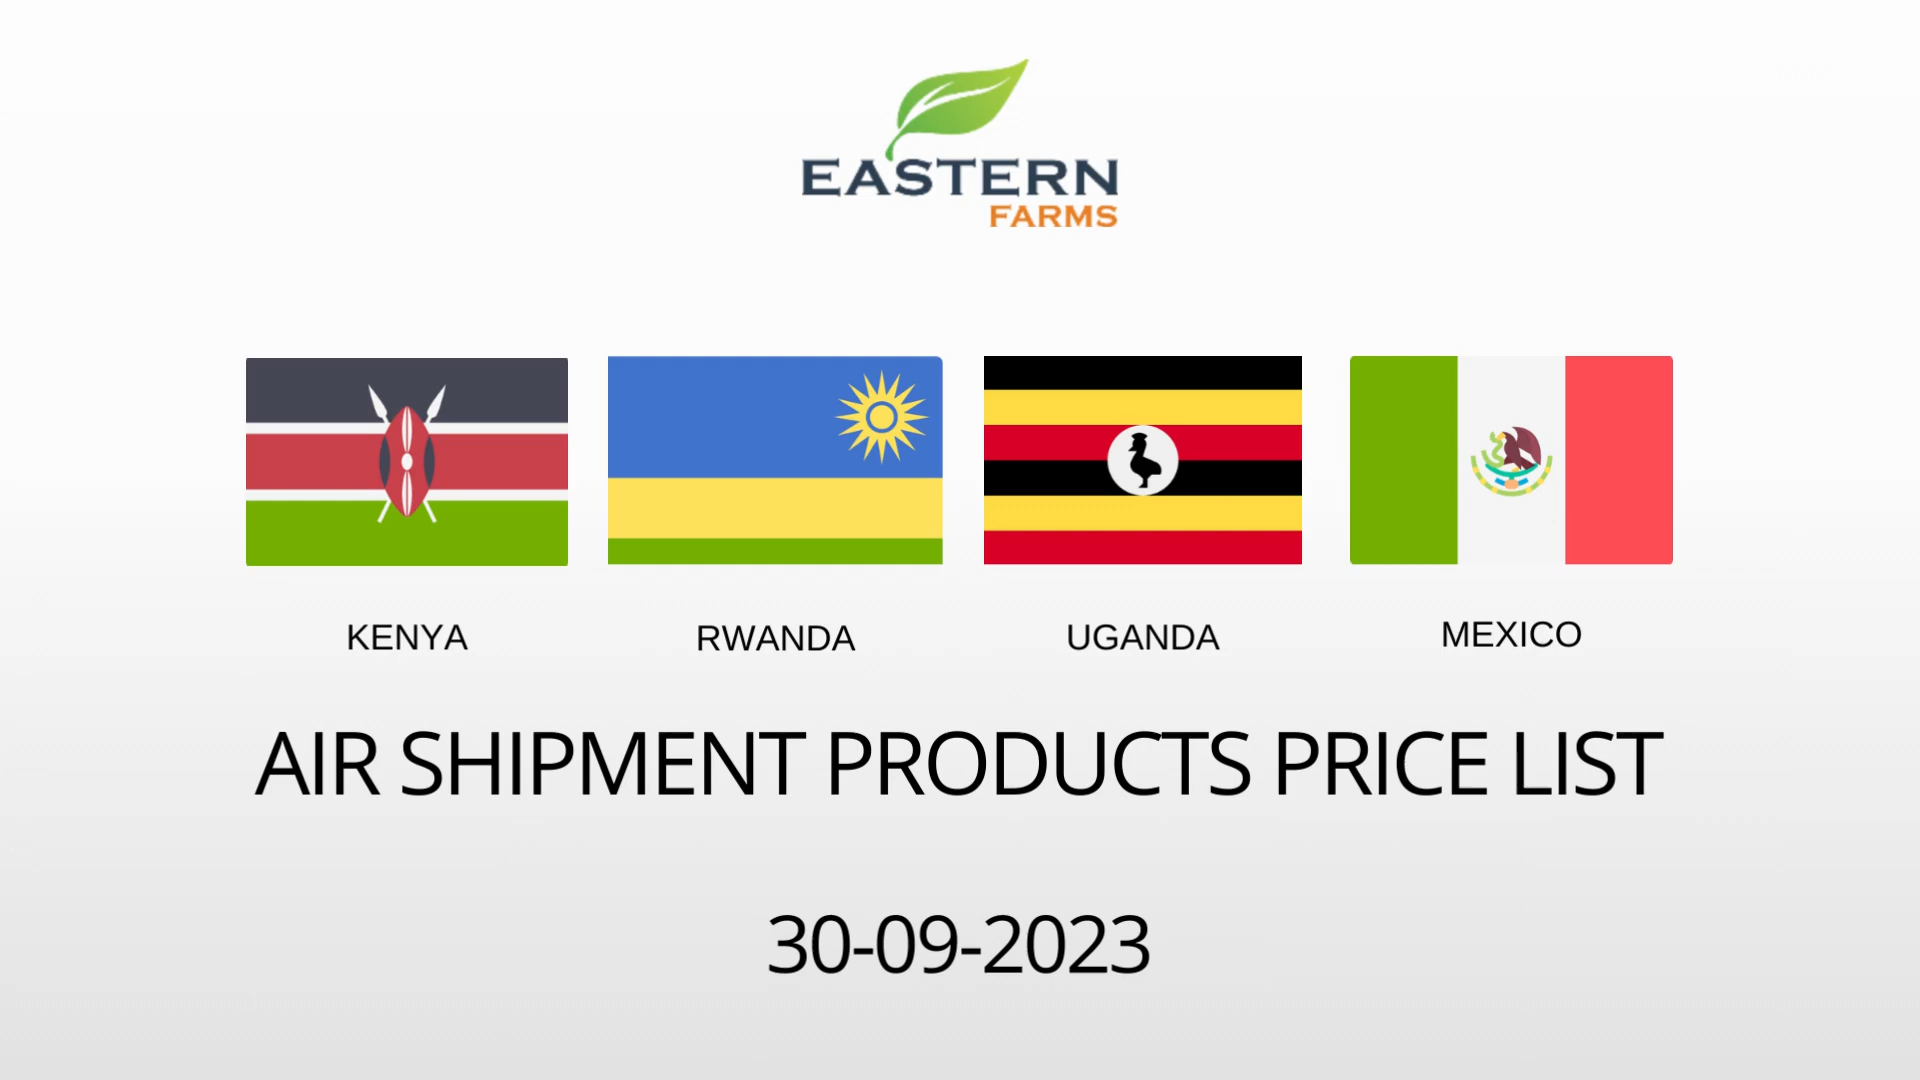 EASTERN
FARMS
KENYA
RWANDA
UGANDA
MEXICO
AIR SHIPMENT PRODUCTS PRICE LIST
30-09-2023